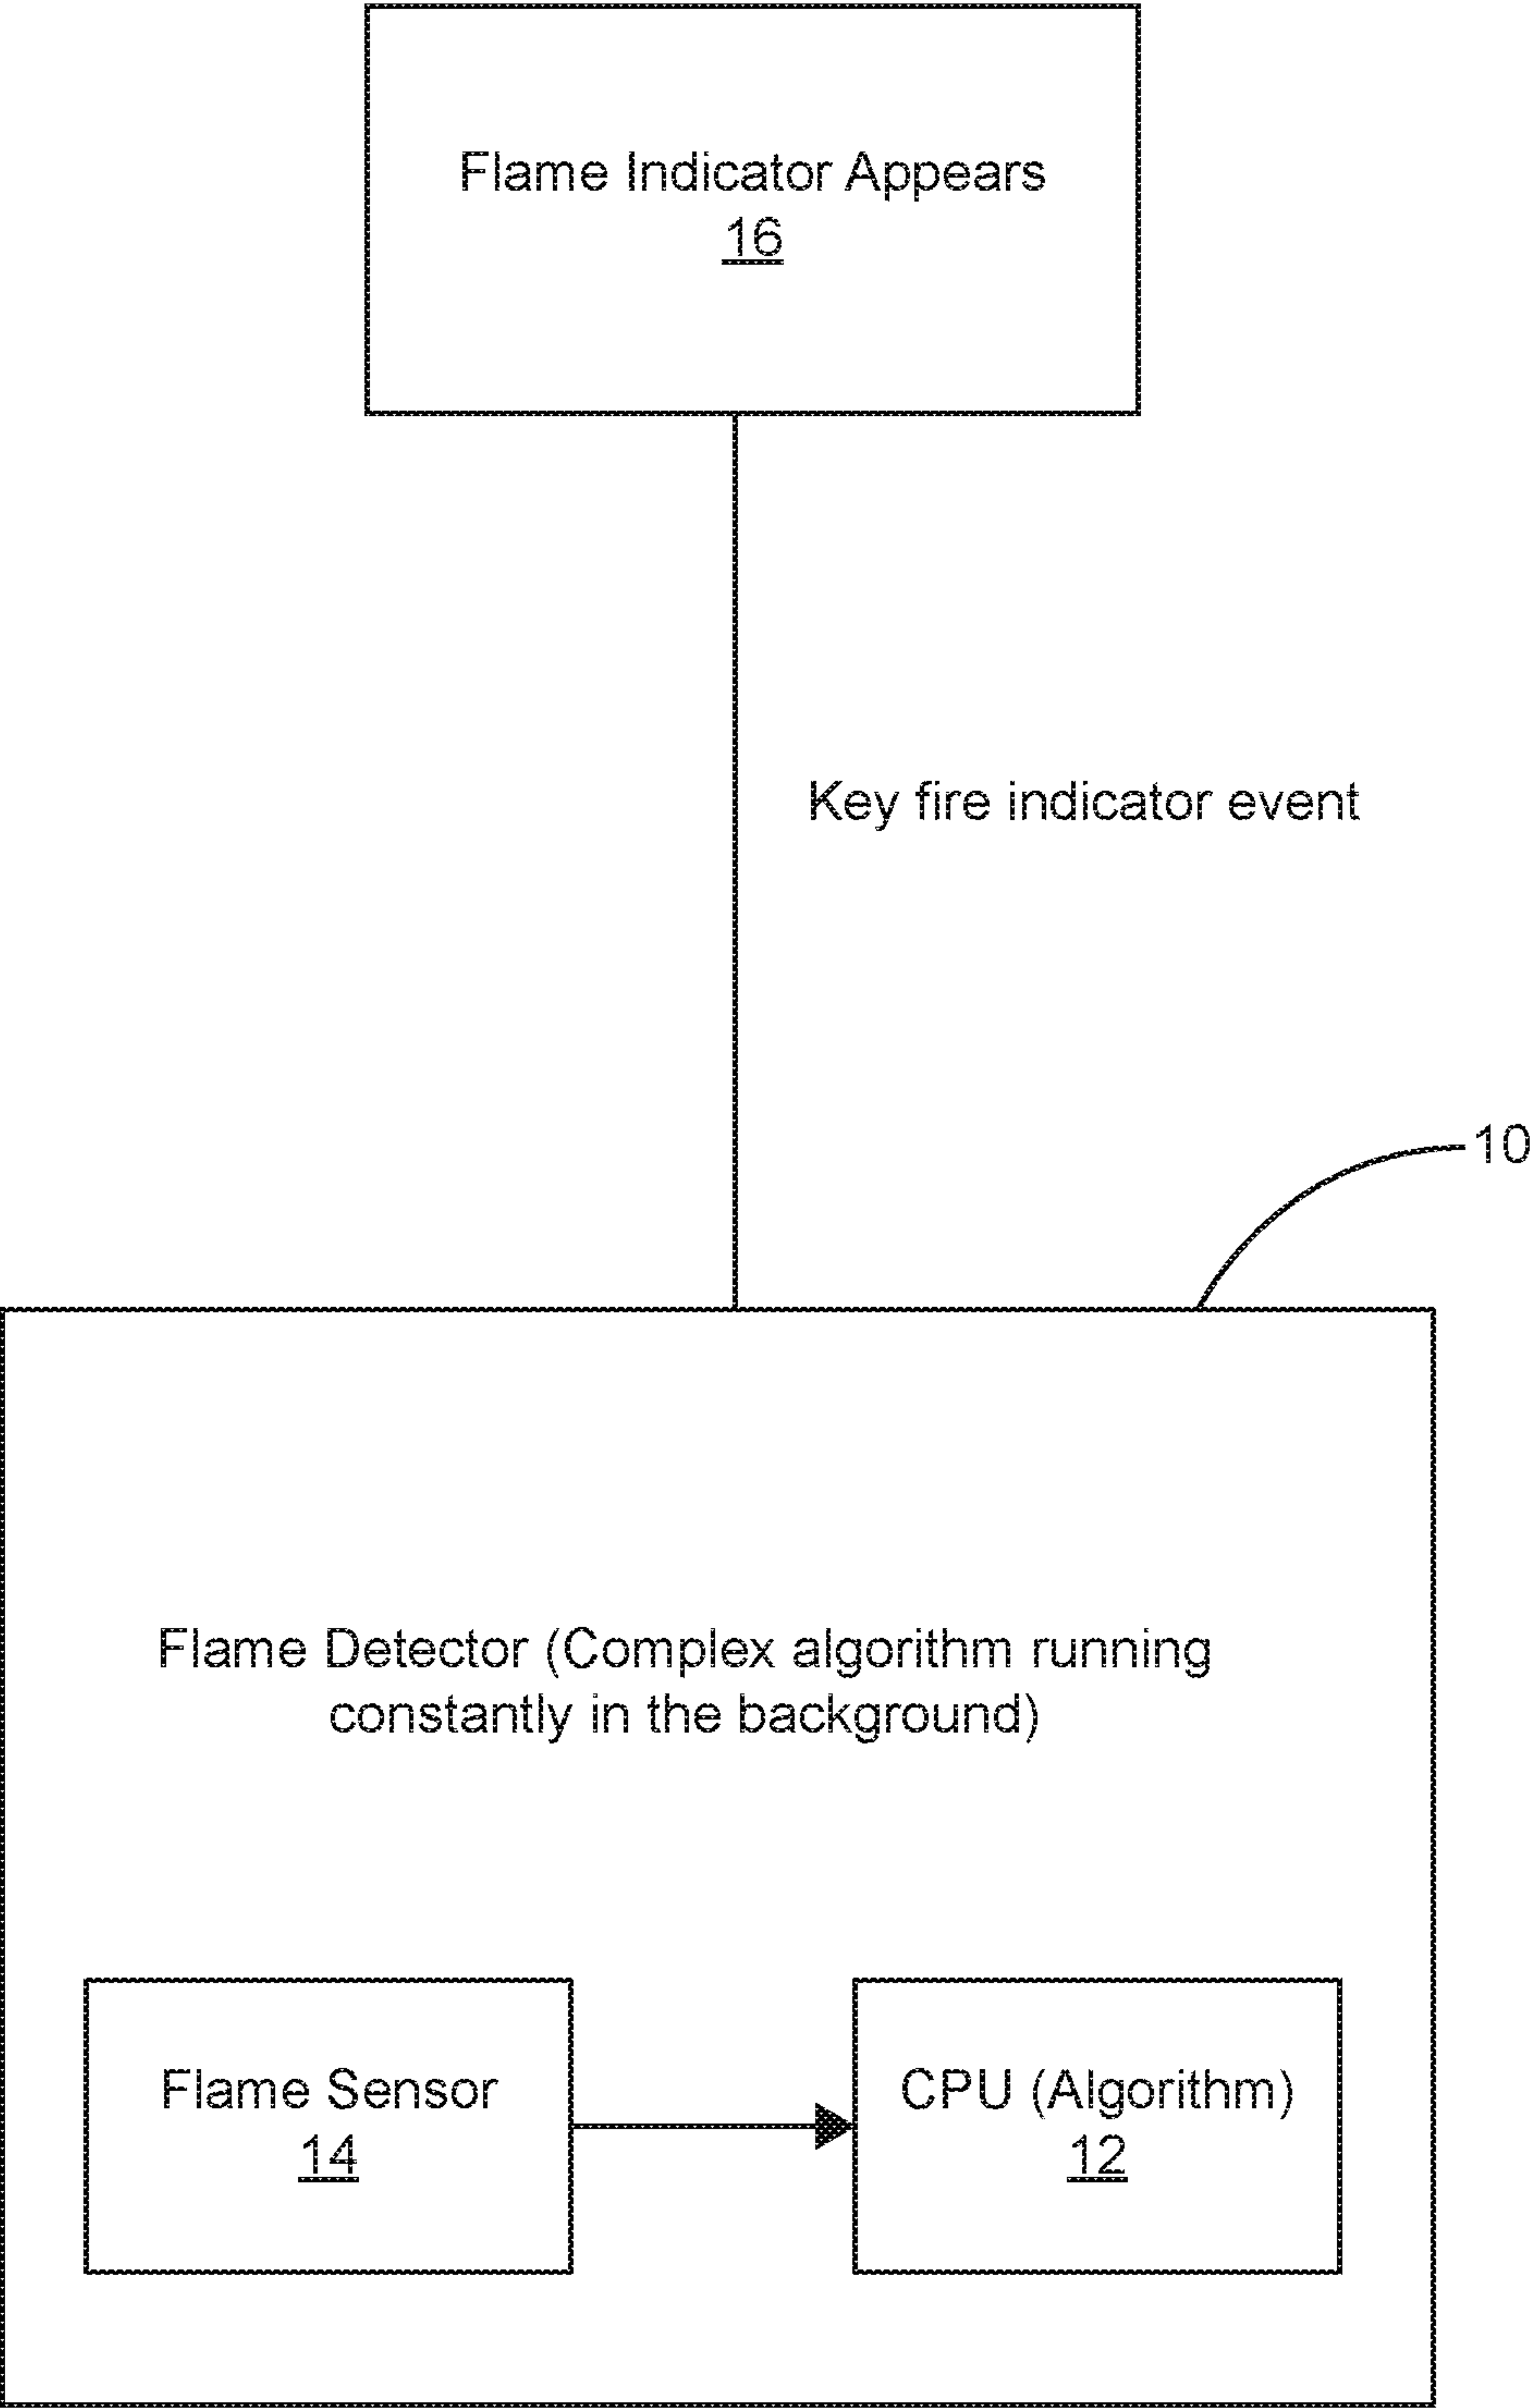 Flame Indicator Appears
16
Key fire indicator event
10
Flame Detector (Complex algorithm running
constantly in the background)
Flame Sensor
14
CPU (Algorithm)
12